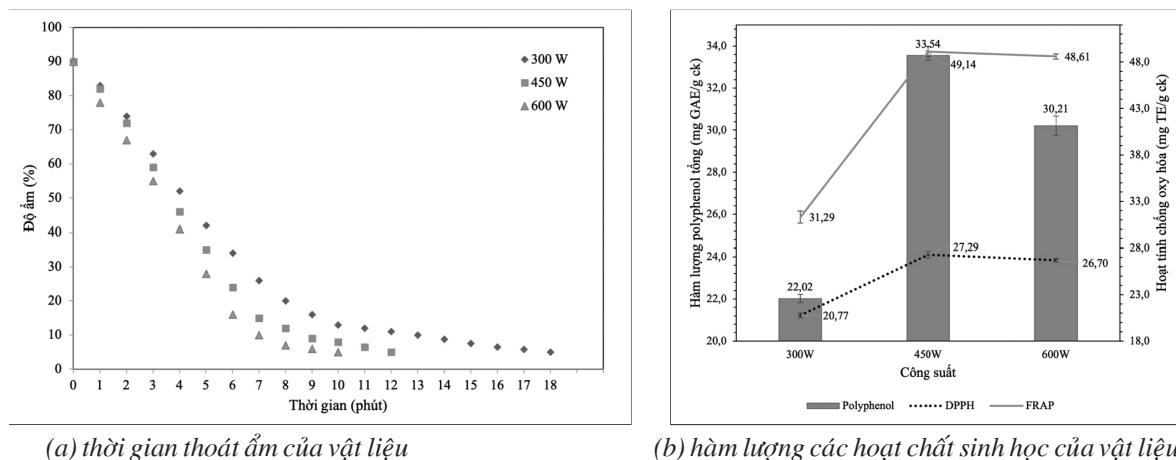 100
90
80
70
60
50
40
30
20
10
0
Độ ẩm (%)
300 W
450 W
600 W
0 1 2 3 4 5 6 7 8 9 10 11 12 13 14 15 16 17 18
Thời gian (phút)
(a) thời gian thoát ẩm của vật liệu
Hàm lượng polyphenol tổng (mg GAE/g ck)
34,0
32,0
30,0
28,0
26,0
24,0
22,0
20,0
33,54
49,14
48,61
30,21
31,29
27,29
26,70
22,02
20,77
48,0
43,0
38,0
33,0
28,0
23,0
18,0
Hoạt tính chống oxy hóa (mg TE/g ck)
300W 450W 600W
Công suất
Polyphenol DPPH FRAP
(b) hàm lượng các hoạt chất sinh học của vật liệu